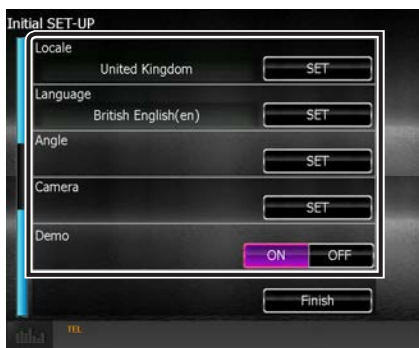 Initial SET-UP
Locale
United Kingdom SET
Language
British English(en) SET
Angle
SET
Camera
SET
Demo
ON OFF
Finish
TEL